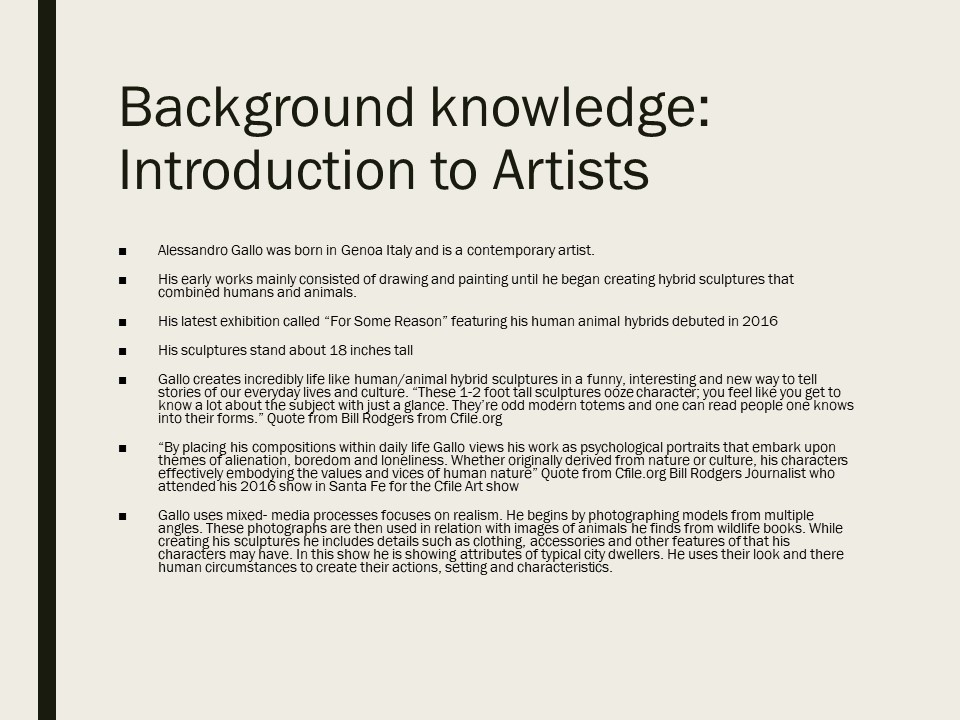 Background knowledge:
Introduction to Artists
■ Alessandro Gallo was born in Genoa Italy and is a contemporary artist.
■ His early works mainly consisted of drawing and painting until he began creating hybrid sculptures that
combined humans and animals.
■ His latest exhibition called “For Some Reason” featuring his human animal hybrids debuted in 2016
■ His sculptures stand about 18 inches tall
■ Gallo creates incredibly life like human/animal hybrid sculptures in a funny, interesting and new way to tell
stories of our everyday lives and culture. “These 1-2 foot tall sculptures ooze character; you feel like you get to
know a lot about the subject with just a glance. They’re odd modern totems and one can read people one knows
into their forms.” Quote from Bill Rodgers from Cfile.org
■ “By placing his compositions within daily life Gallo views his work as psychological portraits that embark upon
themes of alienation, boredom and loneliness. Whether originally derived from nature or culture, his characters
effectively embodying the values and vices of human nature” Quote from Cfile.org Bill Rodgers Journalist who
attended his 2016 show in Santa Fe for the Cfile Art show
■ Gallo uses mixed- media processes focuses on realism. He begins by photographing models from multiple
angles. These photographs are then used in relation with images of animals he finds from wildlife books. While
creating his sculptures he includes details such as clothing, accessories and other features of that his
characters may have. In this show he is showing attributes of typical city dwellers. He uses their look and there
human circumstances to create their actions, setting and characteristics.